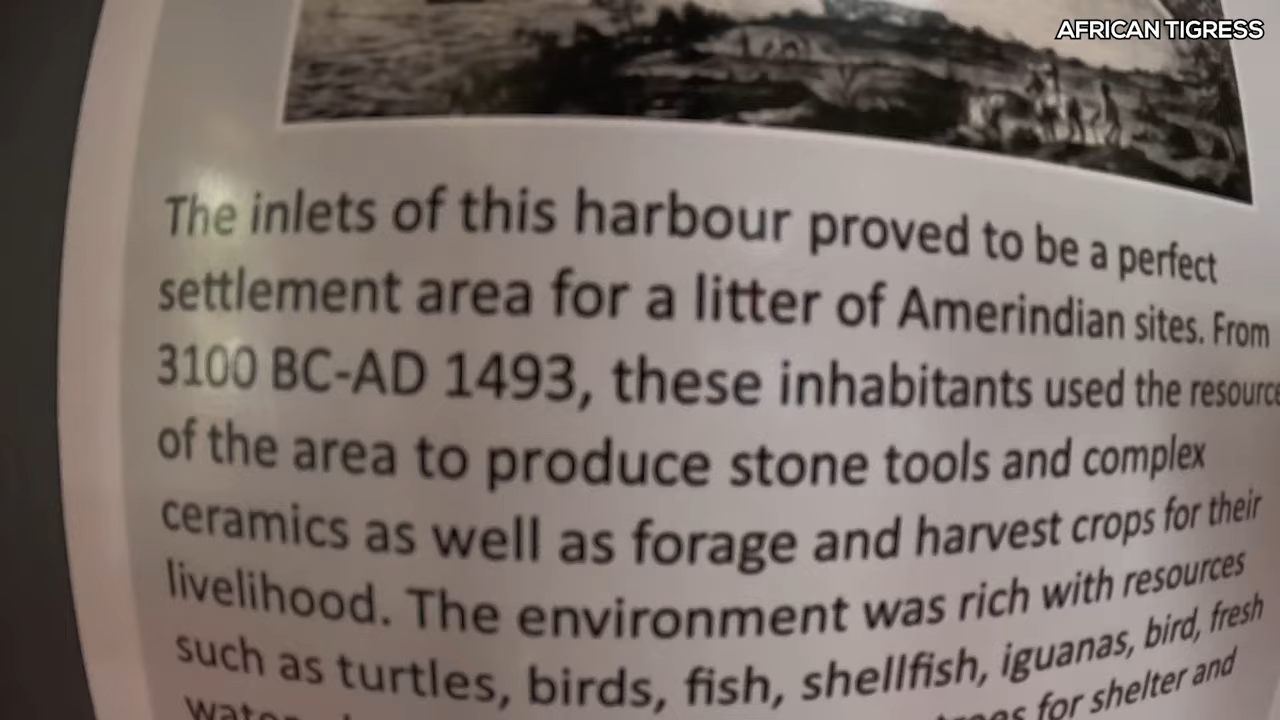 AFRICAN TIGRESS
The inlets of this harbour proved to be a perfect
settlement area for a litter of Amerindian sites. From
3100 BC-AD 1493, these inhabitants used the resource
of the area to produce stone tools and complex
ceramics as well as forage and harvest crops for their
livelihood. The environment was rich with resources
such as turtles, birds, fish, shellfish, iguanas, bird, fresh
for shelter and